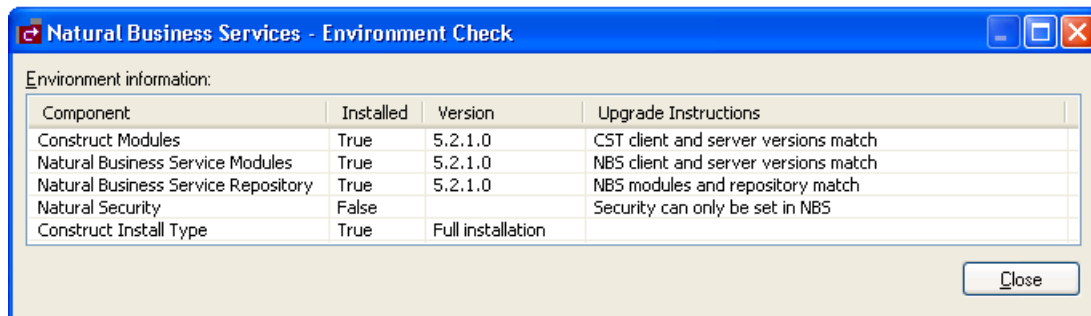 Natural Business Services - Environment Check
Environment information:
Component Installed Version Upgrade Instructions
Construct Modules True 5.2.1.0 CST client and server versions match
Natural Business Service Modules True 5.2.1.0 NBS client and server versions match
Natural Business Service Repository True 5.2.1.0 NBS modules and repository match
Natural Security False Security can only be set in NBS
Construct Install Type True Full installation
Close